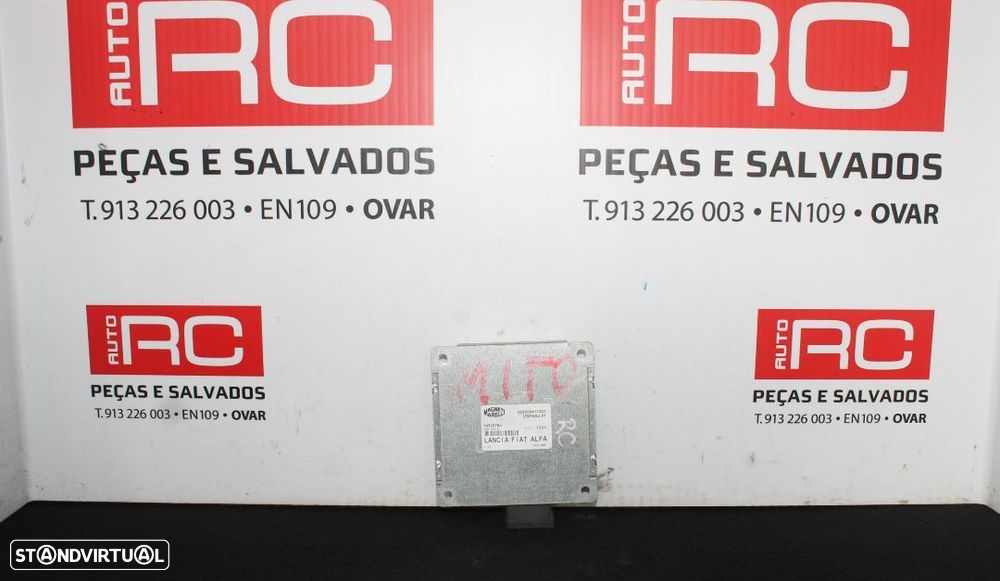 AUTO RC
PEÇAS E SALVADOS
T. 913 226 003 • EN109 • OVAR
AUTO RC
PEÇAS E SALVADOS
T. 913 226 003 • EN109 • OVAR
AUTO RC
PEÇAS E SALVADOS
T. 913 226 003 • EN109 • OVAR
AUTO RC
PEÇAS E SALVADOS
T. 913 226 003 • EN109 • OVAR
MITO
RC
MAGNETI
MARELLI
LANCIA FIAT ALFA
STANDVIRTUAL